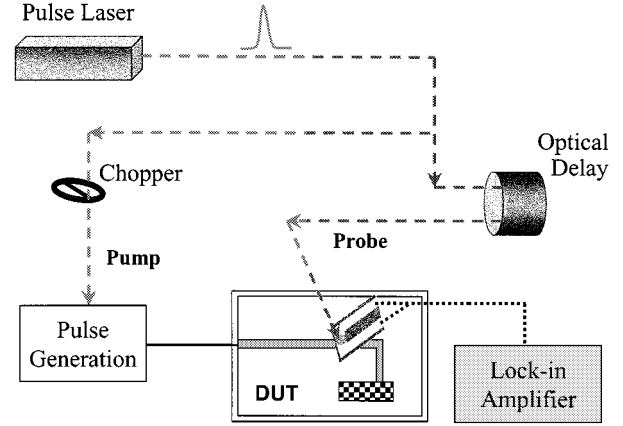 Pulse Laser
Optical
Delay
Chopper
Probe
Pump
Pulse
Generation
DUT
Lock-in
Amplifier